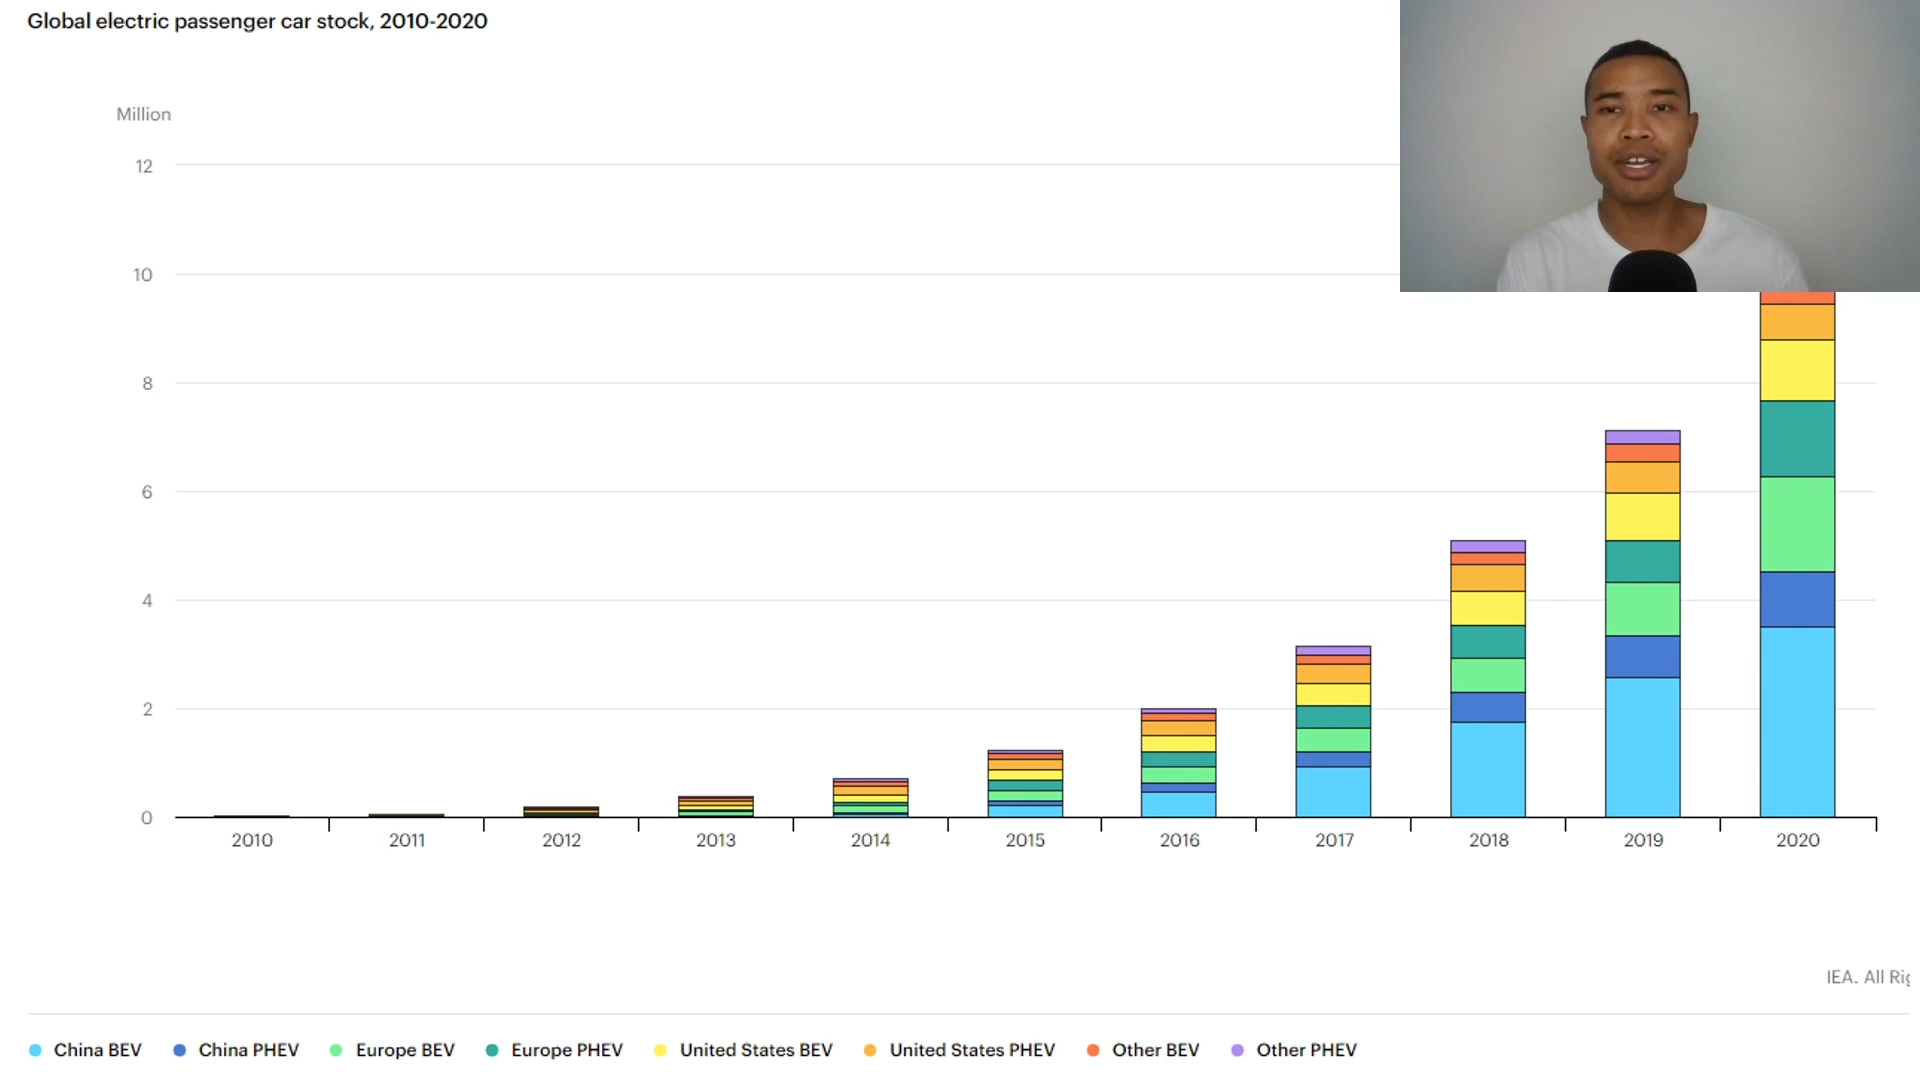 Global electric passenger car stock, 2010-2020
Million
12
10
8
6
4
2
0
2010 2011 2012 2013 2014 2015 2016 2017 2018 2019 2020
IEA. All
China BEV China PHEV Europe BEV Europe PHEV United States BEV United States PHEV Other BEV Other PHEV